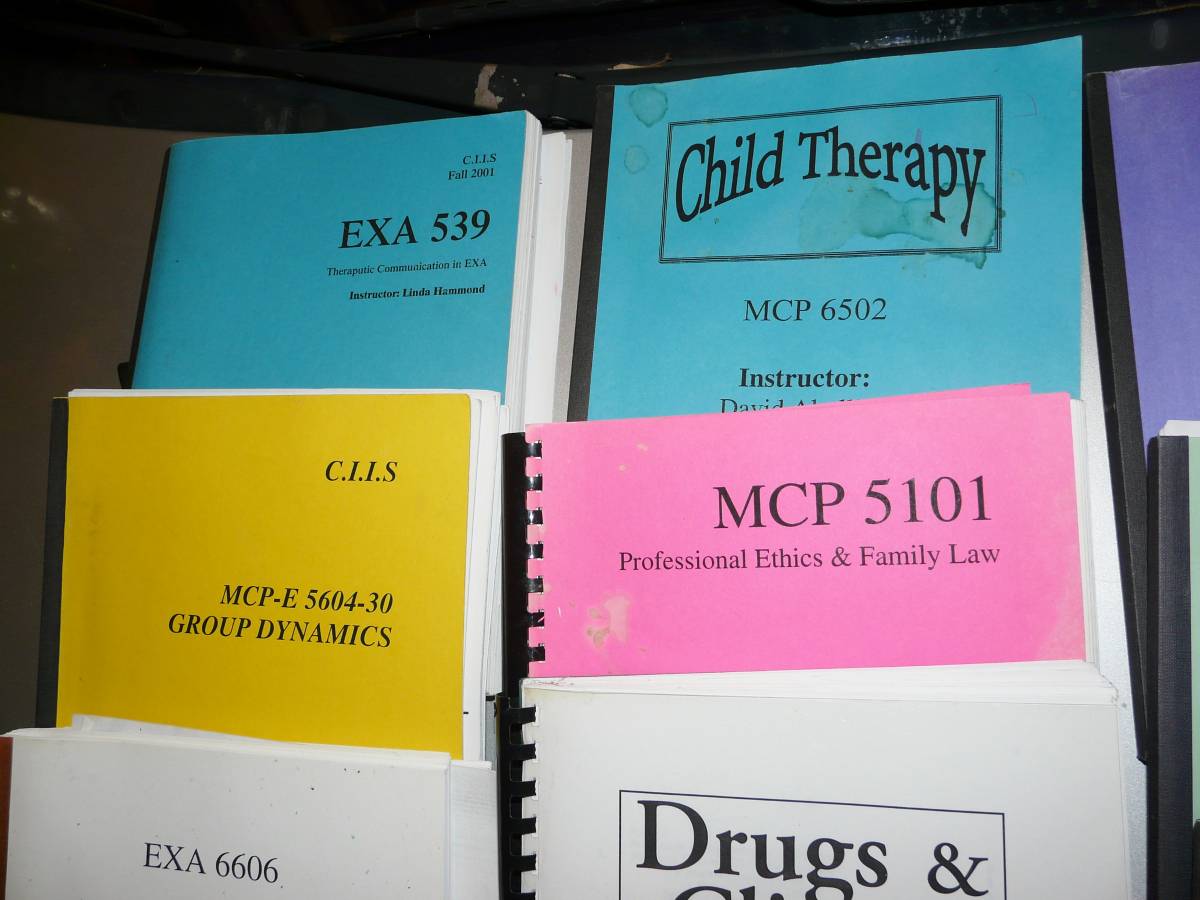 C.I.I.S
Fall 2001
EXA 539
Theraputic Communication in EXA
Instructor: Linda Hammond
Child Therapy
MCP 6502
Instructor:
David
C.I.I.S
MCP-E 5604-30
GROUP DYNAMICS
MCP 5101
Professional Ethics & Family Law
EXA 6606
Drugs &